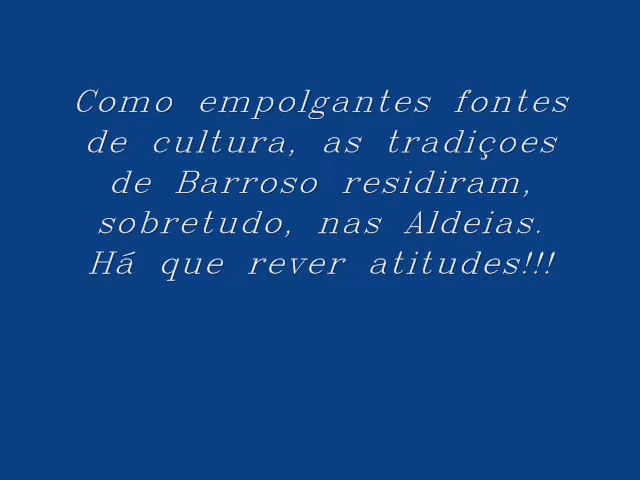 Como empolgantes fontes
de cultura, as tradiçoes
de Barroso residiram,
sobretudo, nas Aldeias.
Há que rever atitudes!!!